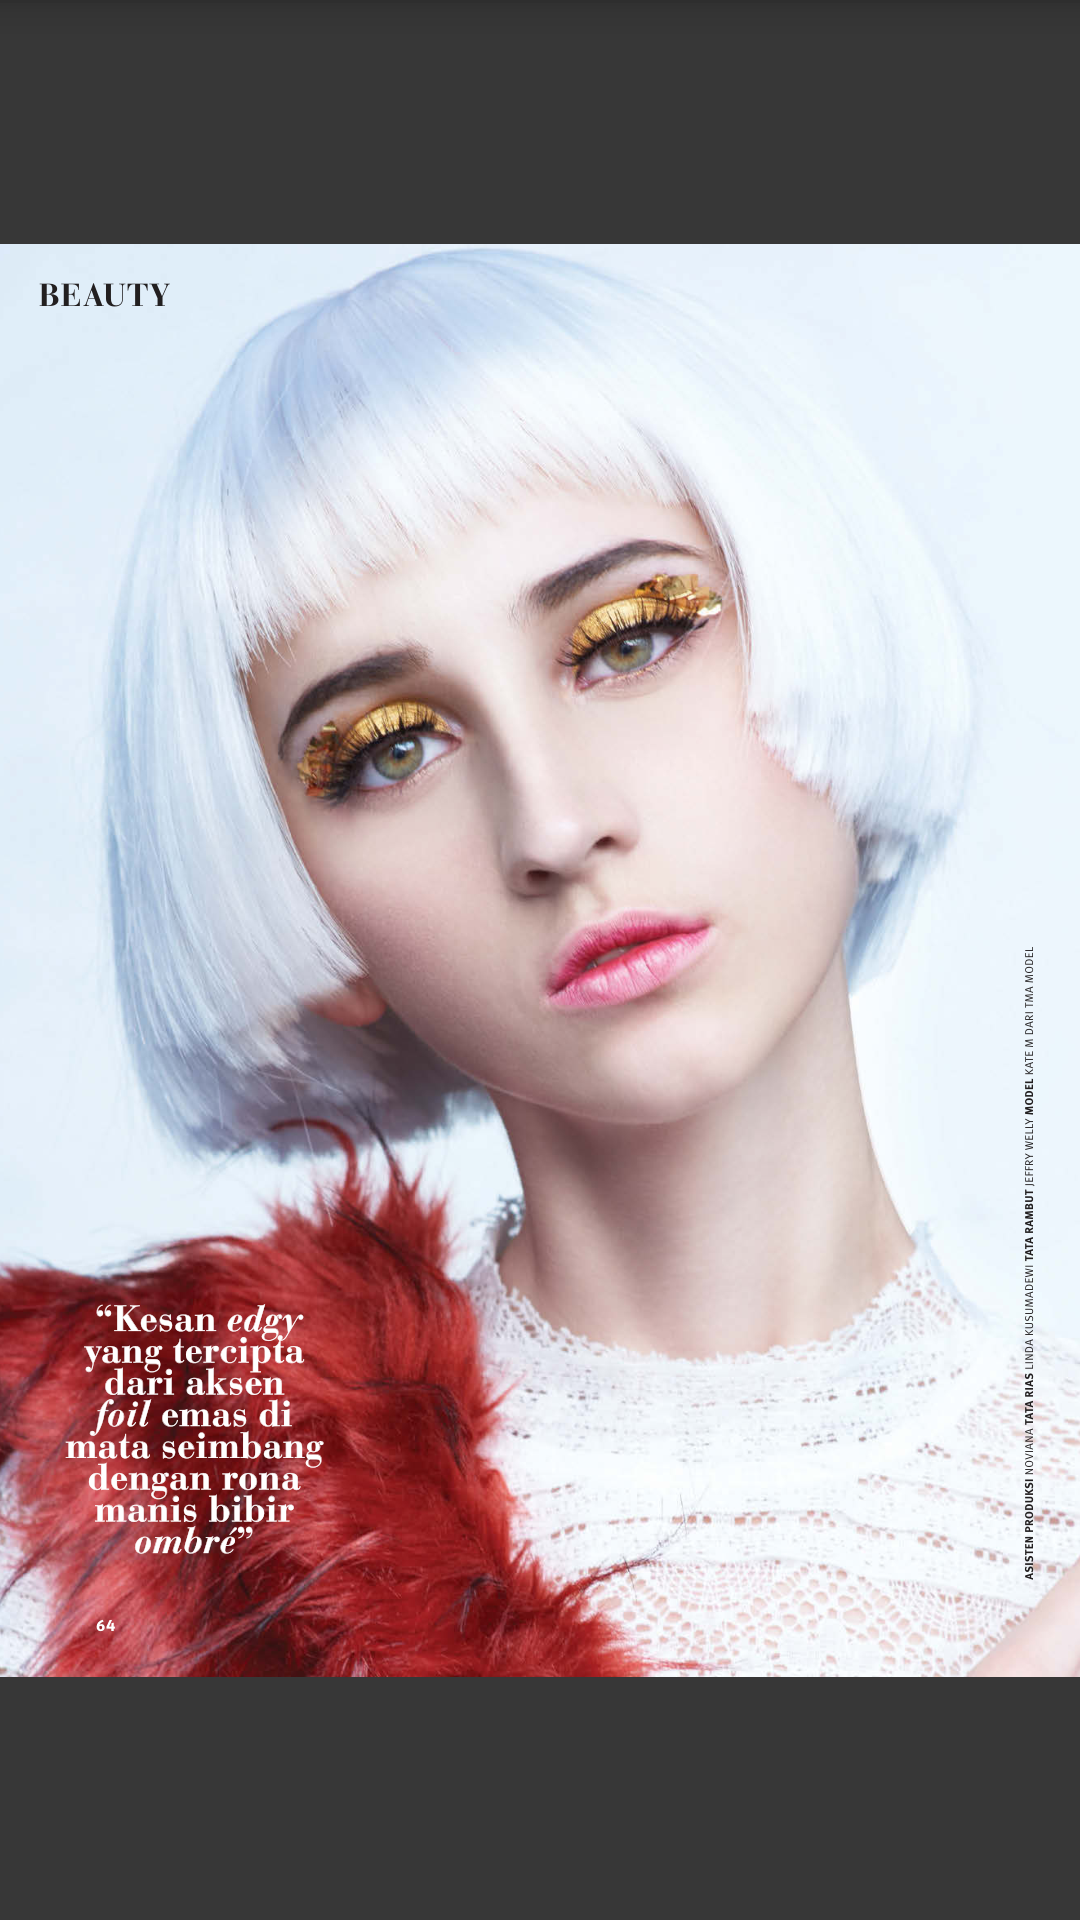 BEAUTY
“Kesan edgy
yang tercipta
dari aksen
foil emas di
mata seimbang
dengan rona
manis bibir
ombré”
64
ASISTEN PRODUKSI NOVIANA TATA RIAS LINDA KUSUMADEWI TATA RAMBUT JEFFRY WELLY MODEL KATE M DARI TMA MODEL